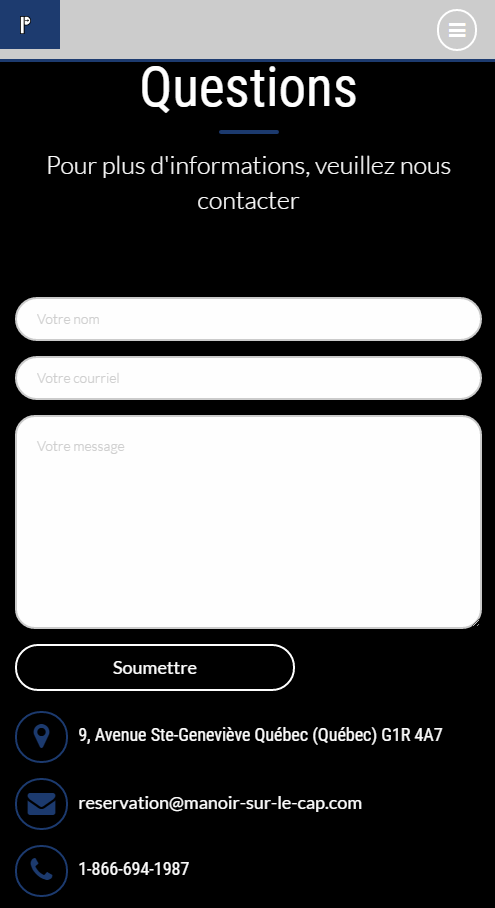 Questions
Pour plus d'informations, veuillez nous
contacter
Votre nom
Votre courriel
Votre message
Soumettre
9, Avenue Ste-Geneviève Québec (Québec) G1R 4A7
reservation@manoir-sur-le-cap.com
1-866-694-1987